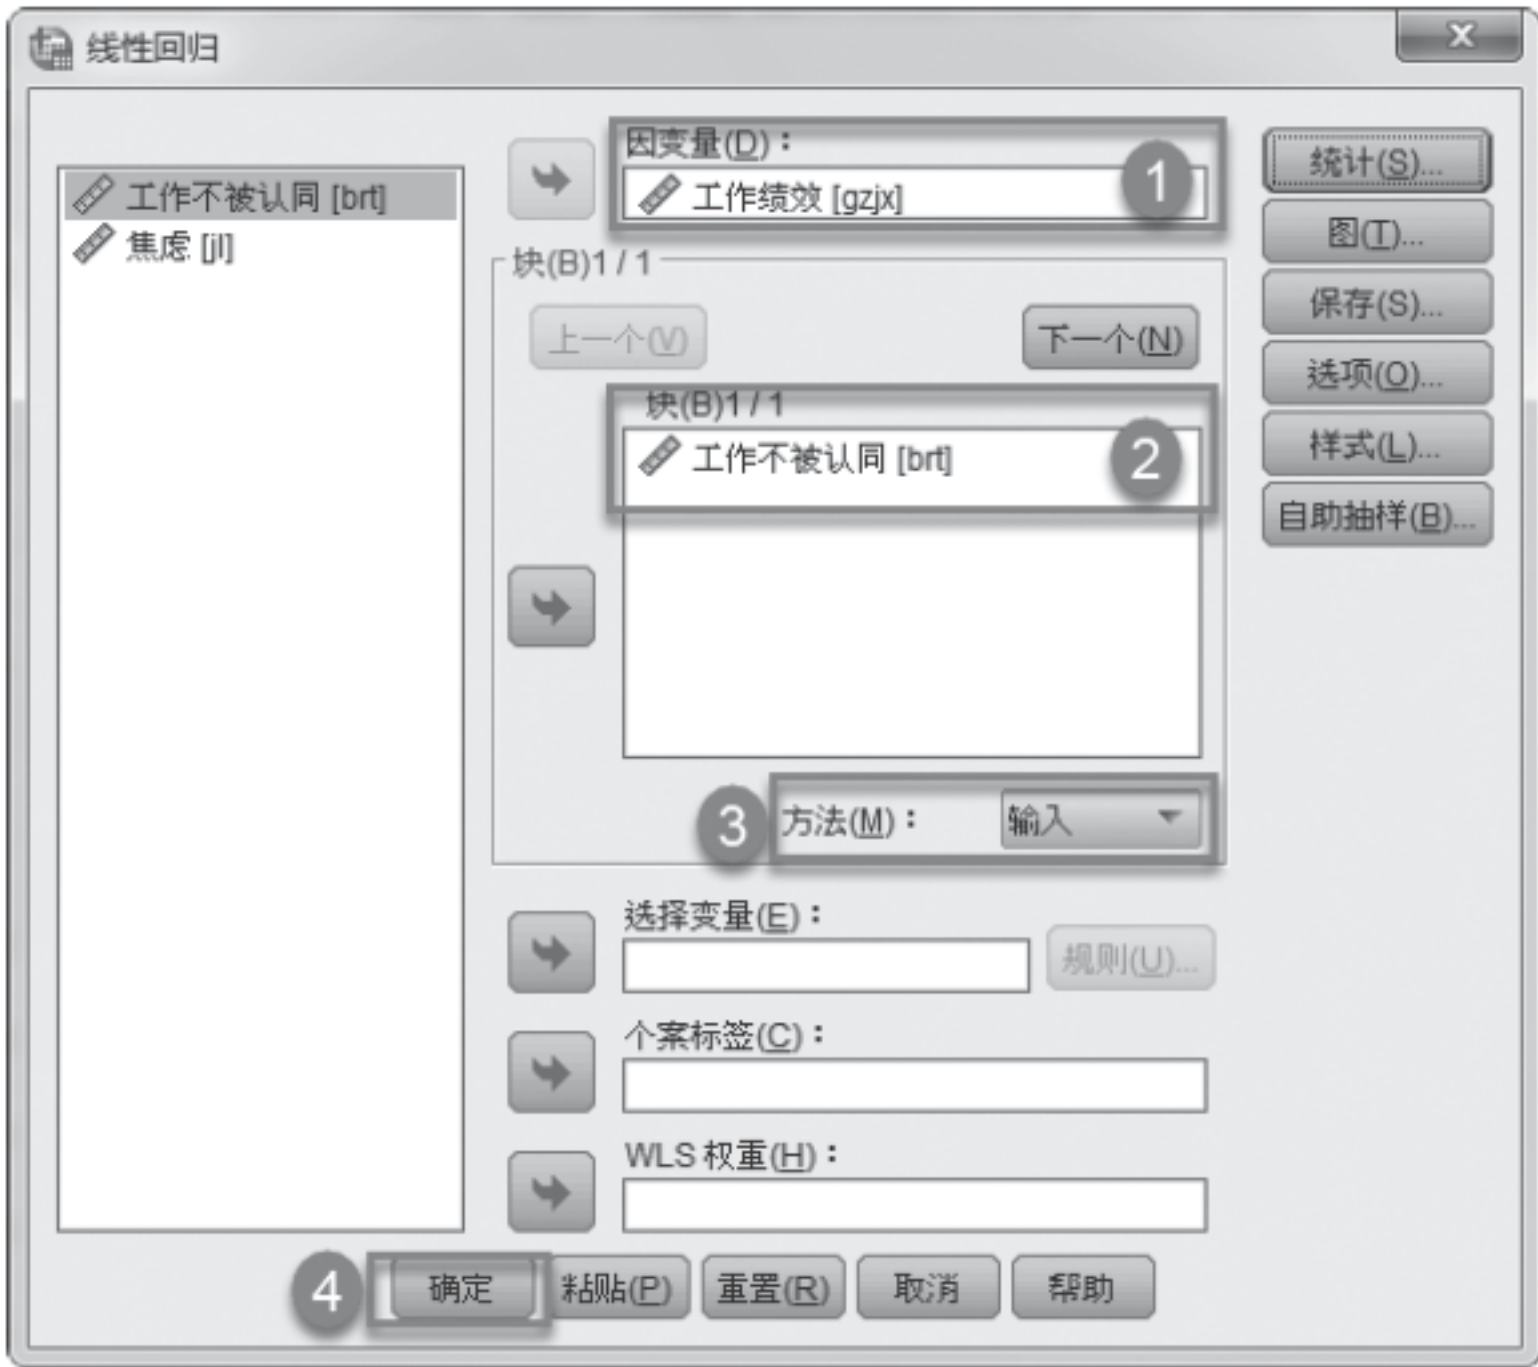 线性回归
因变量(D)：
工作绩效 [gzjx]
1
工作不被认同 [brt]
焦虑 [jl]
块(B)1 / 1
上一个(V)
下一个(N)
块(B)1 / 1
工作不被认同 [brt]
2
3
方法(M)：
输入
选择变量(E)：
规则(U)...
个案标签(C)：
WLS 权重(H)：
统计(S)...
图(T)...
保存(S)...
选项(O)...
样式(L)...
自助抽样(B)...
4
确定
粘贴(P)
重置(R)
取消
帮助